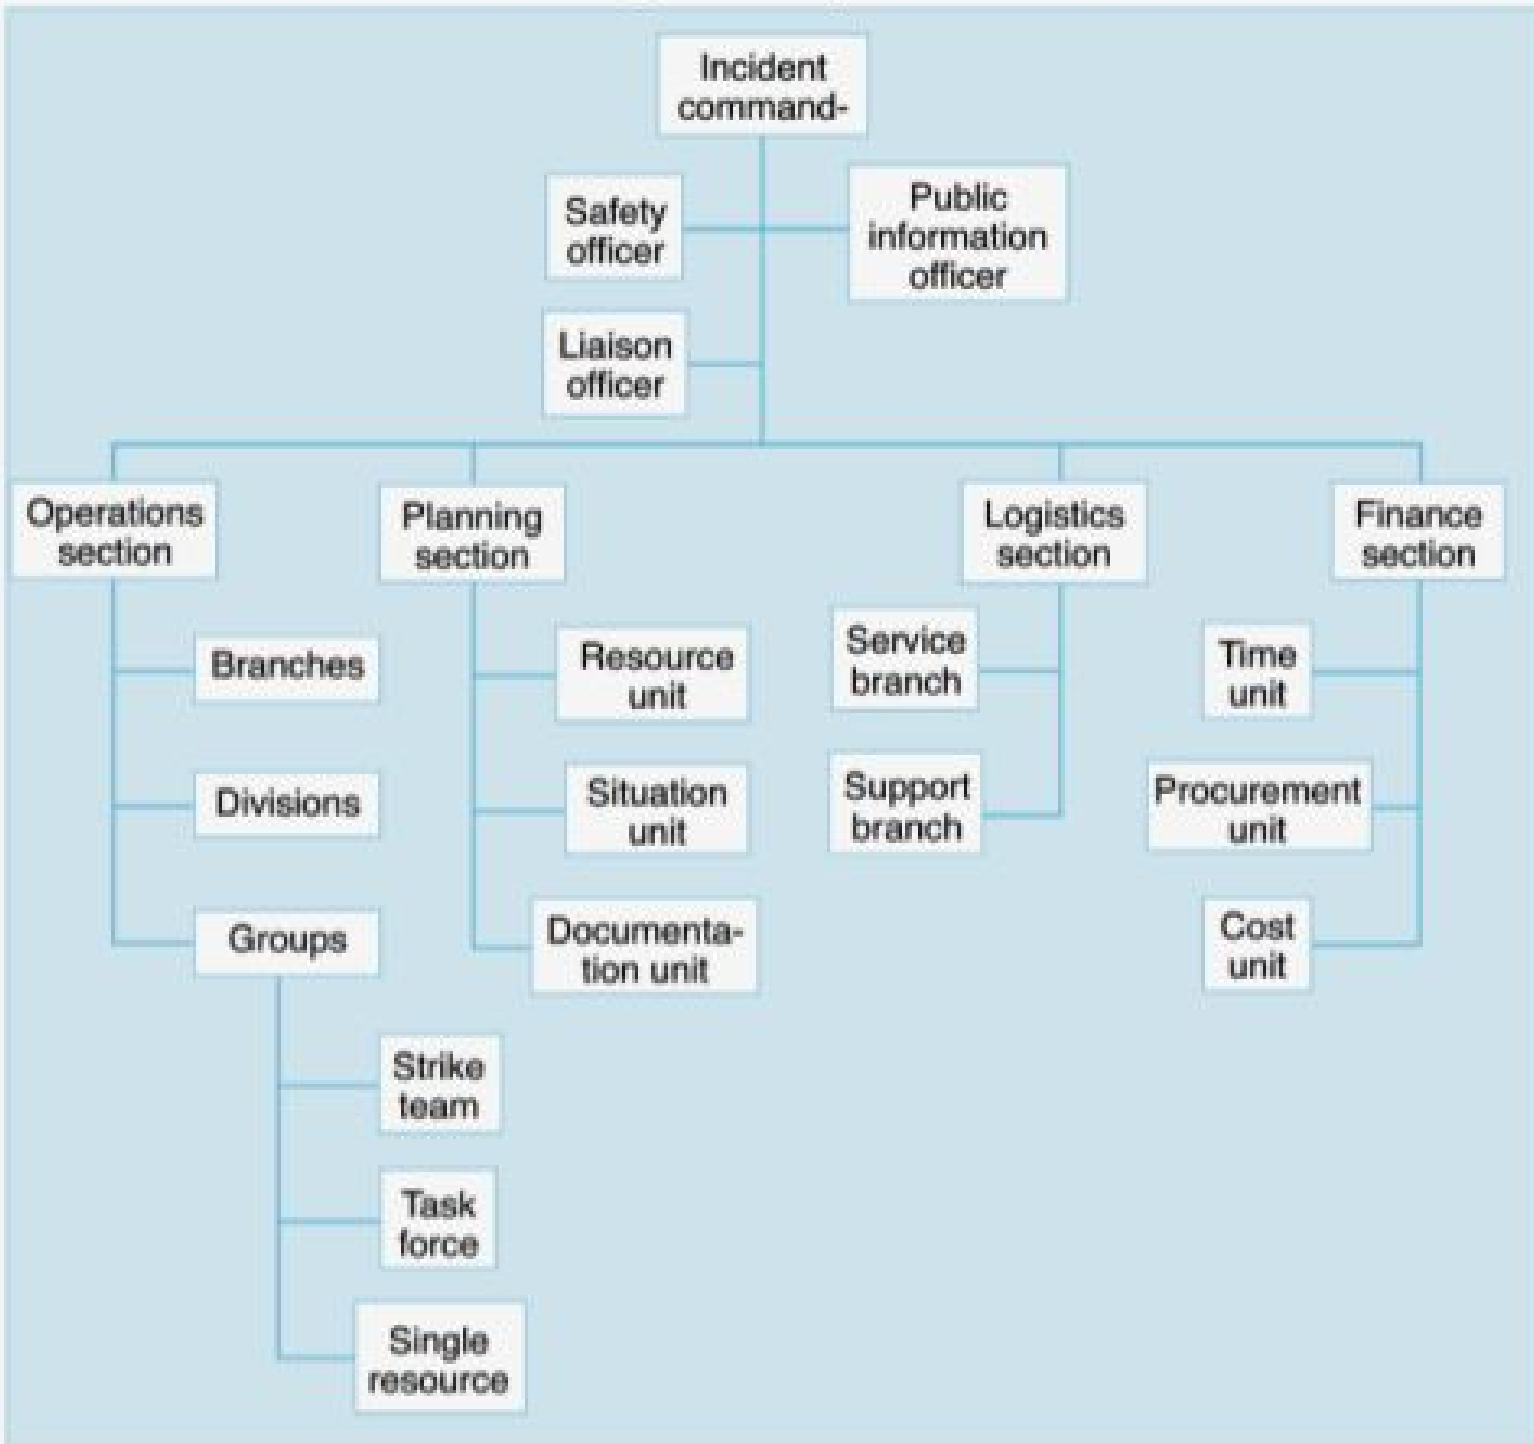 Incident
command-
Safety
officer
Public
information
officer
Liaison
officer
Operations
section
Planning
section
Logistics
section
Finance
section
Branches
Resource
unit
Service
branch
Time
unit
Divisions
Situation
unit
Support
branch
Procurement
unit
Groups
Documenta-
tion unit
Cost
unit
Strike
team
Task
force
Single
resource